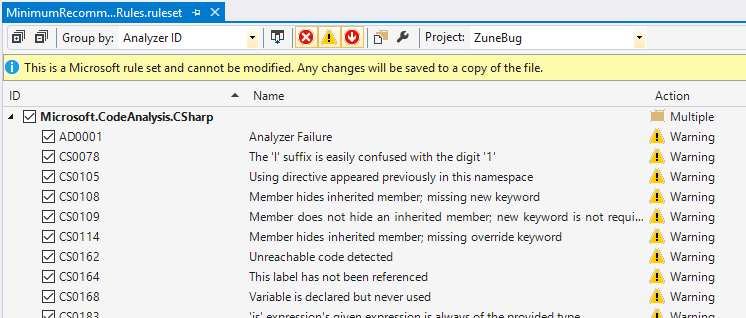 MinimumRecomm...Rules.ruleset
Group by: Analyzer ID Project: ZuneBug
This is a Microsoft rule set and cannot be modified. Any changes will be saved to a copy of the file.
ID Name Action
Microsoft.CodeAnalysis.CSharp Multiple
AD0001 Analyzer Failure Warning
CS0078 The 'l' suffix is easily confused with the digit '1' Warning
CS0105 Using directive appeared previously in this namespace Warning
CS0108 Member hides inherited member; missing new keyword Warning
CS0109 Member does not hide an inherited member; new keyword is not requi... Warning
CS0114 Member hides inherited member; missing override keyword Warning
CS0162 Unreachable code detected Warning
CS0164 This label has not been referenced Warning
CS0168 Variable is declared but never used Warning
CS0183 'is' expression's given expression is always of the provided type Warning